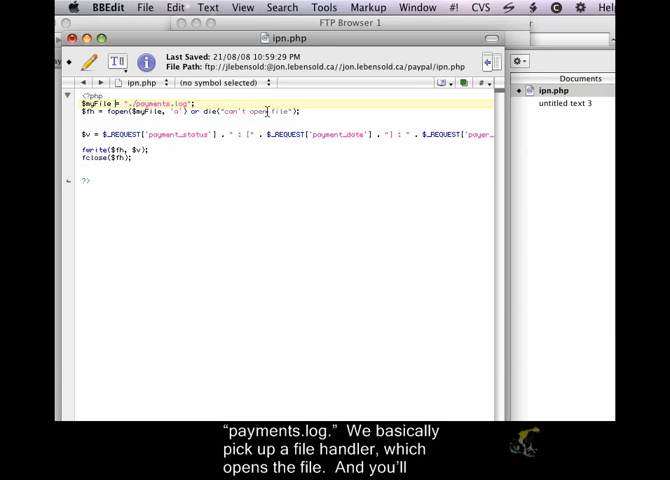 BBEdit File Edit Text View Search Tools Markup Window #! CVS Help
FTP Browser 1
ipn.php
Last Saved: 21/08/08 10:59:29 PM
File Path: ftp://jlebensold:@jon.lebensold.ca//jon.lebensold.ca/paypal/ipn.php
ipn.php (no symbol selected) #
Documents
ipn.php
untitled text 3
<?php
$myFile = "./payments.log";
$fh = fopen($myFile, 'a') or die("can't open file");
$v = $_REQUEST['payment_status'] . " : [" . $_REQUEST['payment_date'] . "] : " . $_REQUEST['payer_
fwrite($fh, $v);
fclose($fh);
?>
“payments.log.” We basically
pick up a file handler, which
opens the file. And you’ll